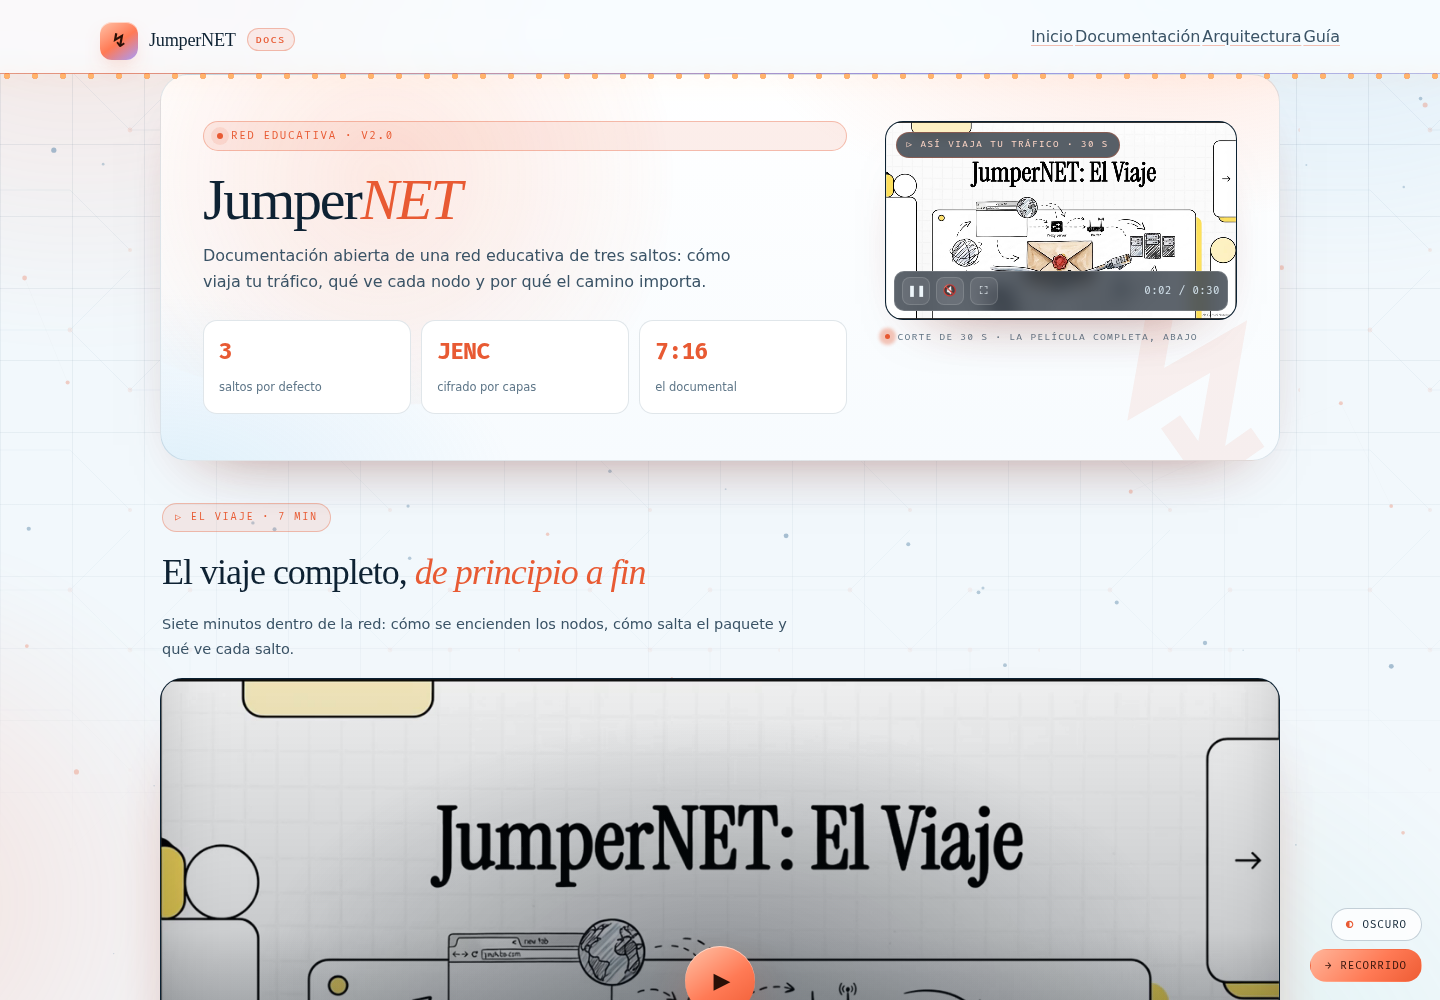 JumperNET DOCS
Inicio Documentación Arquitectura Guía
RED EDUCATIVA · V2.0
JumperNET
Documentación abierta de una red educativa de tres saltos: cómo
viaja tu tráfico, qué ve cada nodo y por qué el camino importa.
3
saltos por defecto
JENC
cifrado por capas
7:16
el documental
▷ ASÍ VIAJA TU TRÁFICO · 30 S
JumperNET: El Viaje
0:02 / 0:30
CORTE DE 30 S · LA PELÍCULA COMPLETA, ABAJO
▷ EL VIAJE · 7 MIN
El viaje completo, de principio a fin
Siete minutos dentro de la red: cómo se encienden los nodos, cómo salta el paquete y
qué ve cada salto.
JumperNET: El Viaje
new tab
OSCURO
→ RECORRIDO